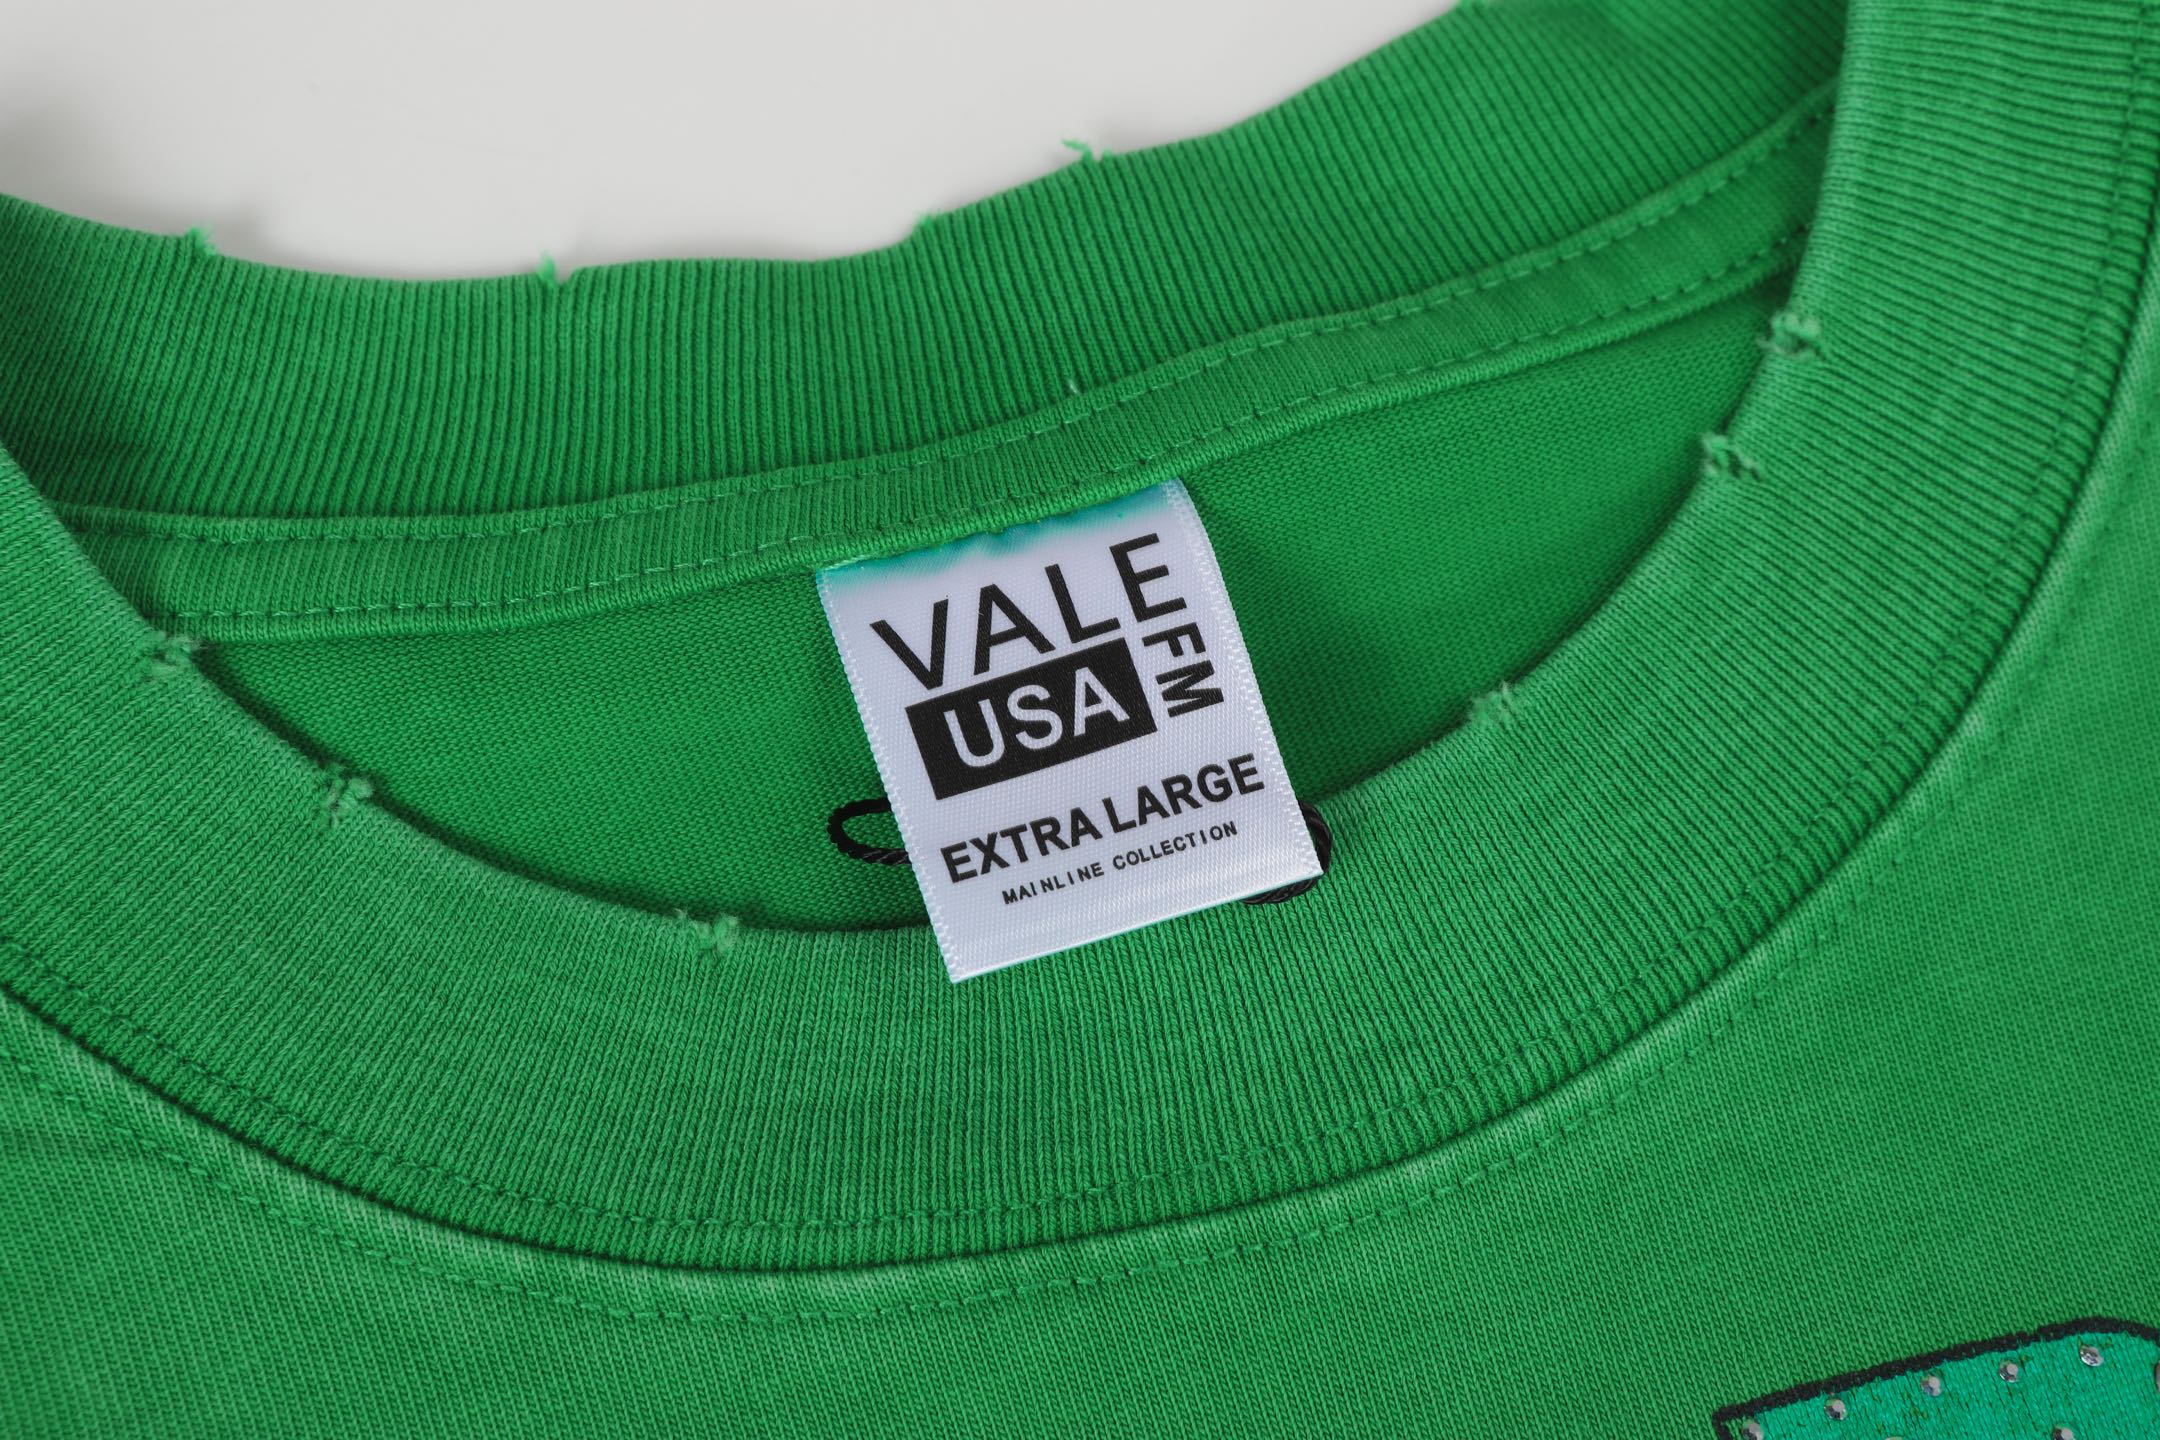 VALE
FM
USA
EXTRA LARGE
MAINLINE COLLECTION